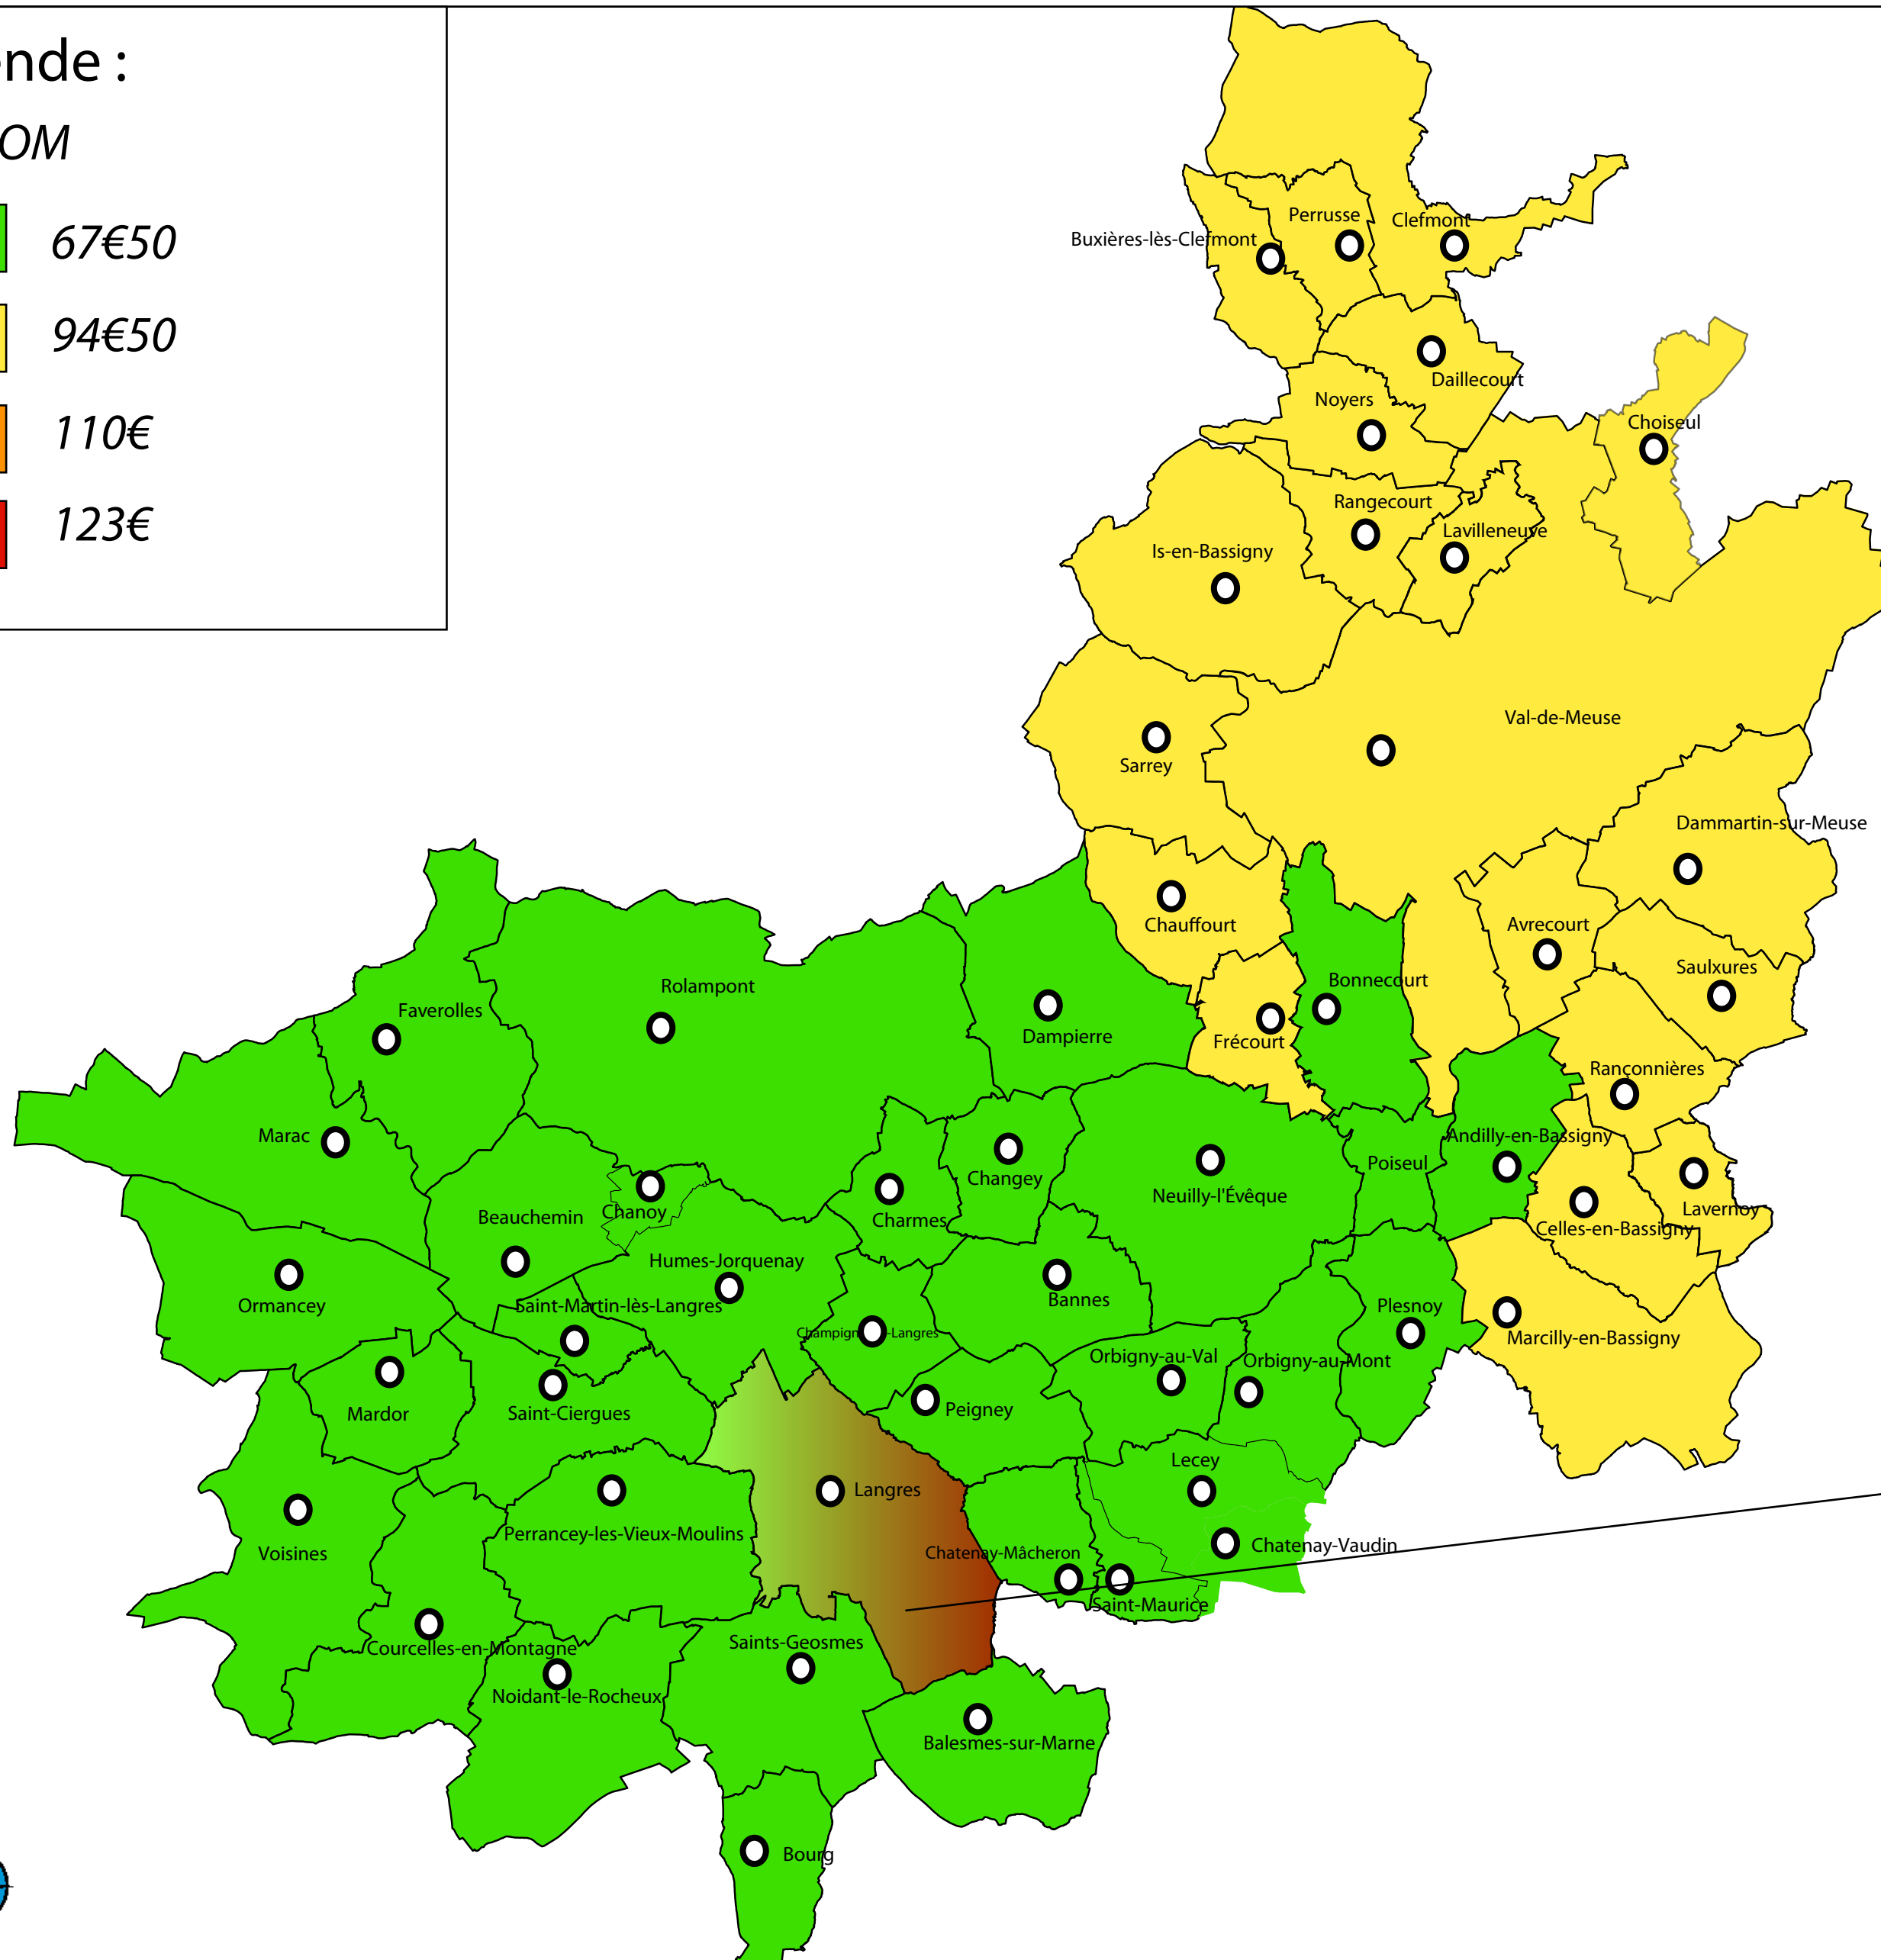 nde :
OM
67€50
94€50
110€
123€
Perrusse
Clefmont
Buxières-lès-Clefmont
Daillecourt
Noyers
Choiseul
Rangecourt
Lavilleneuve
Is-en-Bassigny
Val-de-Meuse
Sarrey
Dammartin-sur-Meuse
Chauffourt
Avrecourt
Saulxures
Bonnecourt
Rolampont
Faverolles
Dampierre
Frécourt
Rançonnières
Marac
Andilly-en-Bassigny
Poiseul
Changey
Neuilly-l'Évêque
Lavernoy
Chanoy
Beauchemin
Charmes
Celles-en-Bassigny
Humes-Jorquenay
Ormancey
Saint-Martin-lès-Langres
Bannes
Plesnoy
Marcilly-en-Bassigny
Orbigny-au-Val
Orbigny-au-Mont
Mardor
Saint-Ciergues
Peigney
Lecey
Langres
Perrancey-les-Vieux-Moulins
Voisines
Chatenay-Mâcheron
Chatenay-Vaudin
Saint-Maurice
Courcelles-en-Montagne
Saints-Geosmes
Noidant-le-Rocheux
Balesmes-sur-Marne
Bourg